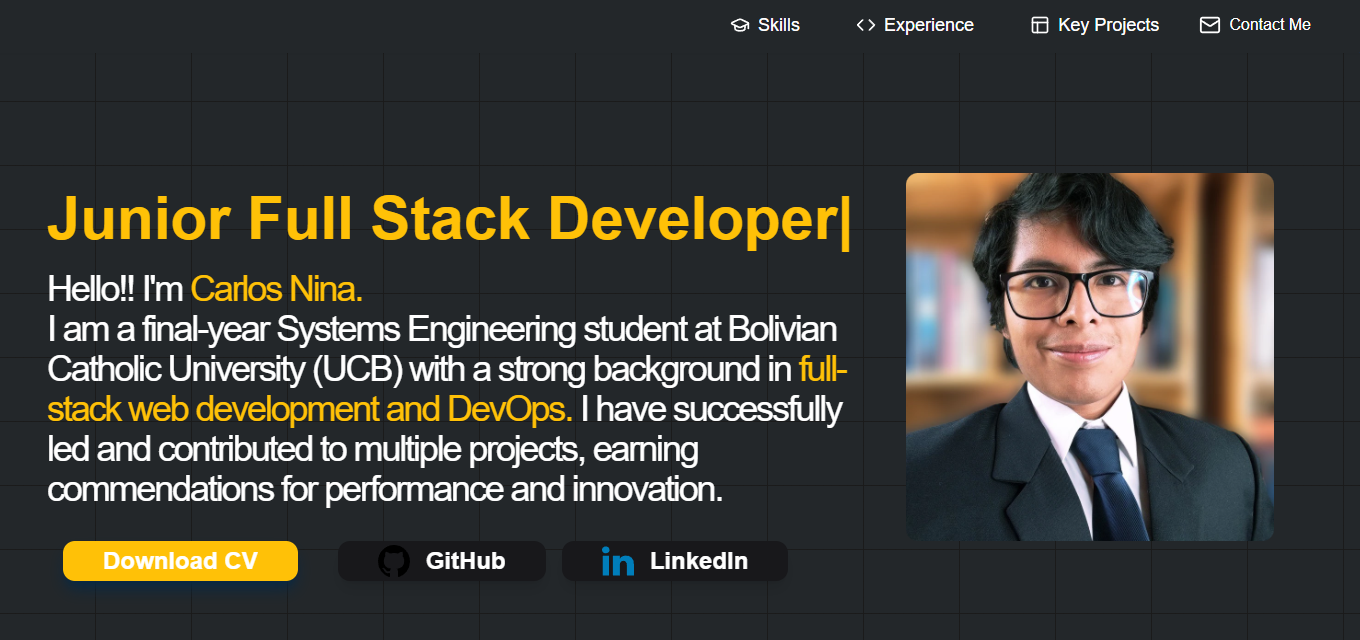 Skills
Experience
Key Projects
Contact Me
Junior Full Stack Developer|
Hello!! I'm Carlos Nina.
I am a final-year Systems Engineering student at Bolivian
Catholic University (UCB) with a strong background in full-
stack web development and DevOps. I have successfully
led and contributed to multiple projects, earning
commendations for performance and innovation.
Download CV
GitHub
in LinkedIn